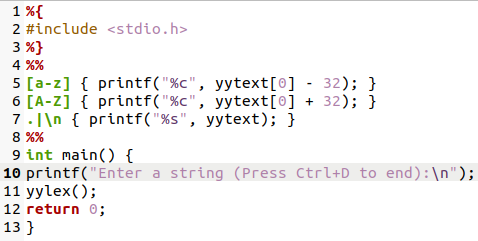 1 %{
2 #include <stdio.h>
3 %}
4 %%
5 [a-z] { printf("%c", yytext[0] - 32); }
6 [A-Z] { printf("%c", yytext[0] + 32); }
7 .|\n { printf("%s", yytext); }
8 %%
9 int main() {
10 printf("Enter a string (Press Ctrl+D to end):\n");
11 yylex();
12 return 0;
13 }